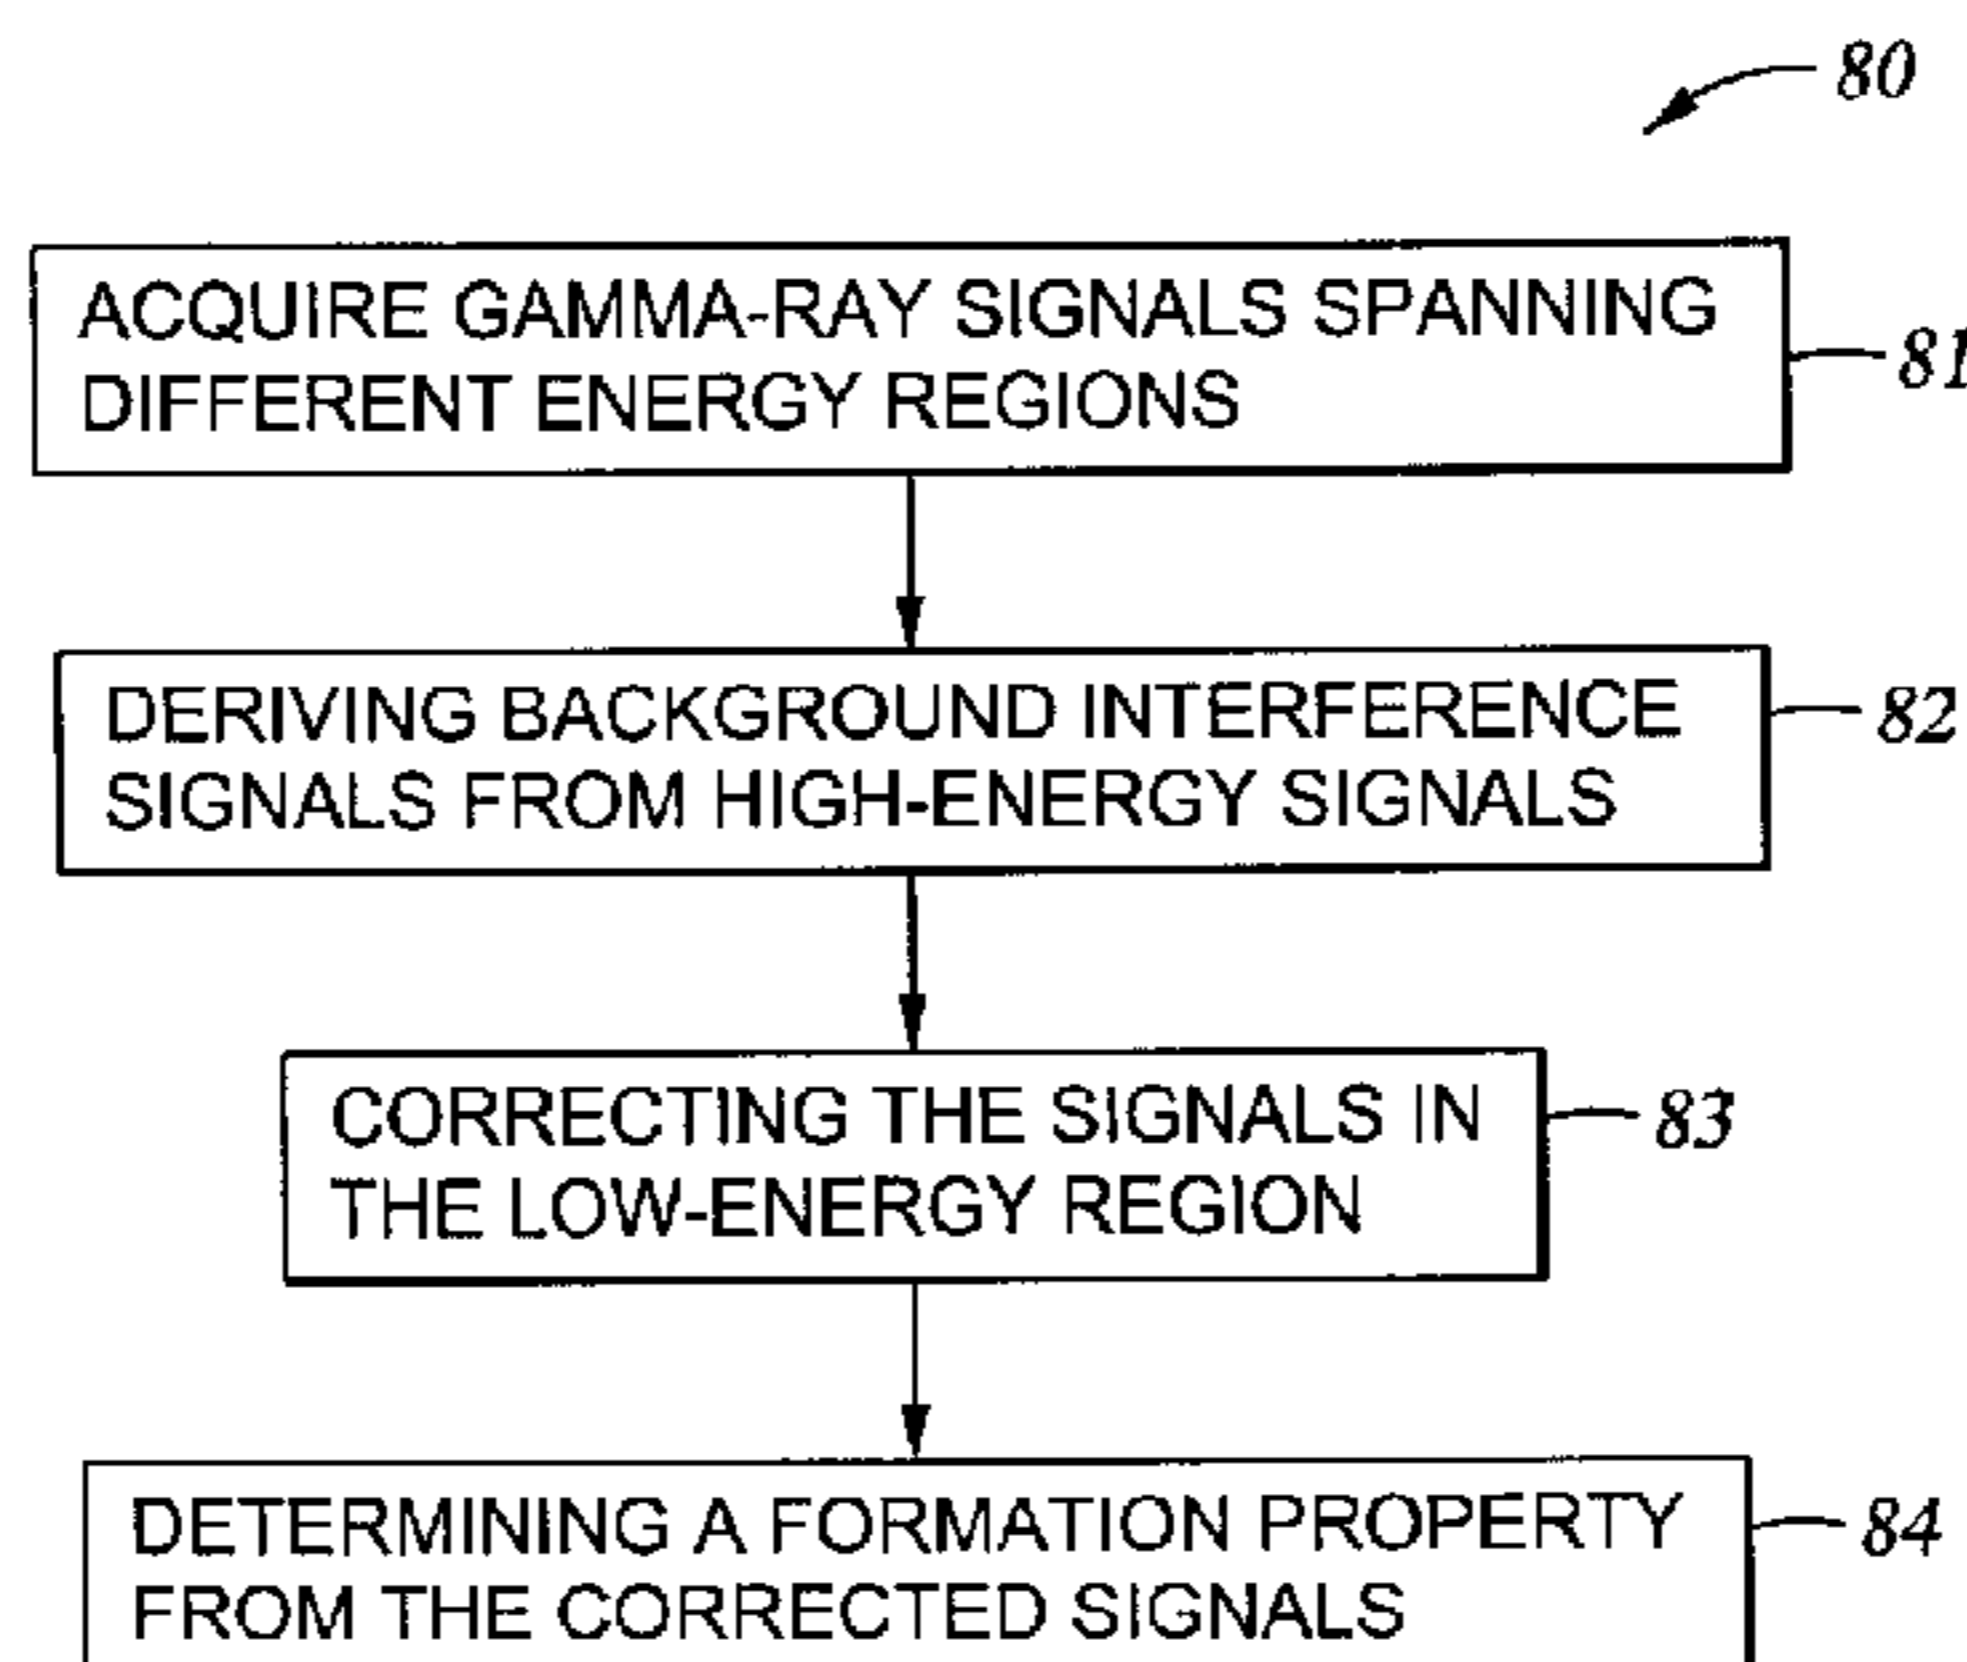 80
ACQUIRE GAMMA-RAY SIGNALS SPANNING
DIFFERENT ENERGY REGIONS
81
DERIVING BACKGROUND INTERFERENCE
SIGNALS FROM HIGH-ENERGY SIGNALS
82
CORRECTING THE SIGNALS IN
THE LOW-ENERGY REGION
83
DETERMINING A FORMATION PROPERTY
FROM THE CORRECTED SIGNALS
84